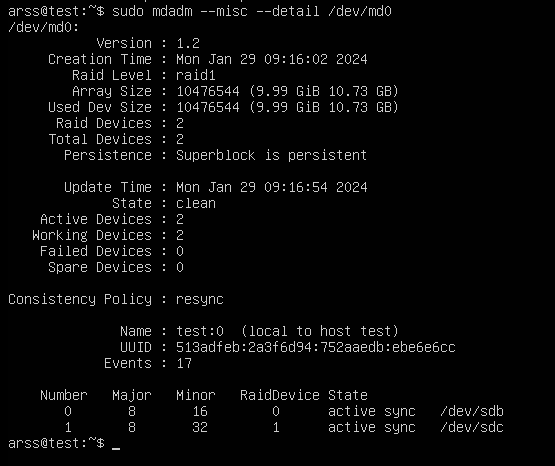 arss@test:~$ sudo mdadm --misc --detail /dev/md0
/dev/md0:
Version : 1.2
Creation Time : Mon Jan 29 09:16:02 2024
Raid Level : raid1
Array Size : 10476544 (9.99 GiB 10.73 GB)
Used Dev Size : 10476544 (9.99 GiB 10.73 GB)
Raid Devices : 2
Total Devices : 2
Persistence : Superblock is persistent
Update Time : Mon Jan 29 09:16:54 2024
State : clean
Active Devices : 2
Working Devices : 2
Failed Devices : 0
Spare Devices : 0
Consistency Policy : resync
Name : test:0  (local to host test)
UUID : 513adfeb:2a3f6d94:752aaedb:ebe6e6cc
Events : 17
Number   Major   Minor   RaidDevice State
0       8       16        0      active sync   /dev/sdb
1       8       32        1      active sync   /dev/sdc
arss@test:~$ _